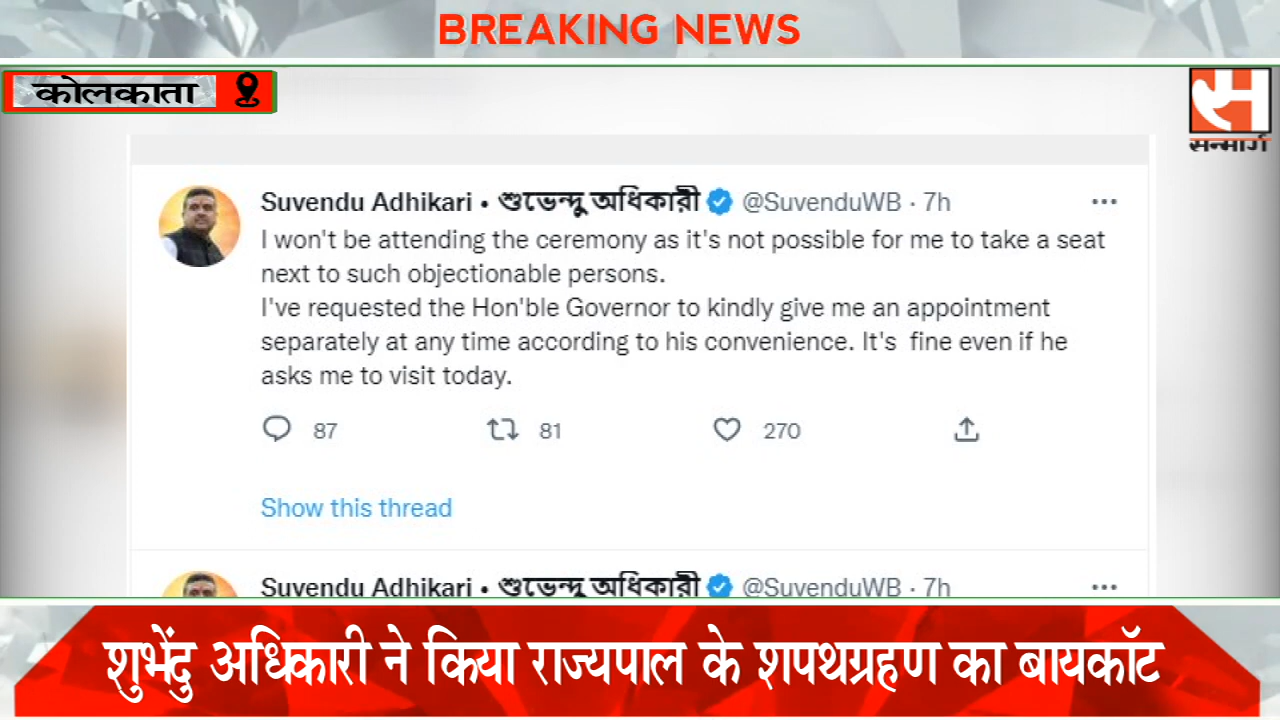 BREAKING NEWS
कोलकाता
सन्मार्ग
Suvendu Adhikari • শুভেন্দু অধিকারী @SuvenduWB · 7h
I won't be attending the ceremony as it's not possible for me to take a seat
next to such objectionable persons.
I've requested the Hon'ble Governor to kindly give me an appointment
separately at any time according to his convenience. It's fine even if he
asks me to visit today.
87 81 270
Show this thread
Suvendu Adhikari • শুভেন্দু অধিকারী @SuvenduWB · 7h
शुभेंदु अधिकारी ने किया राज्यपाल के शपथग्रहण का बायकॉट